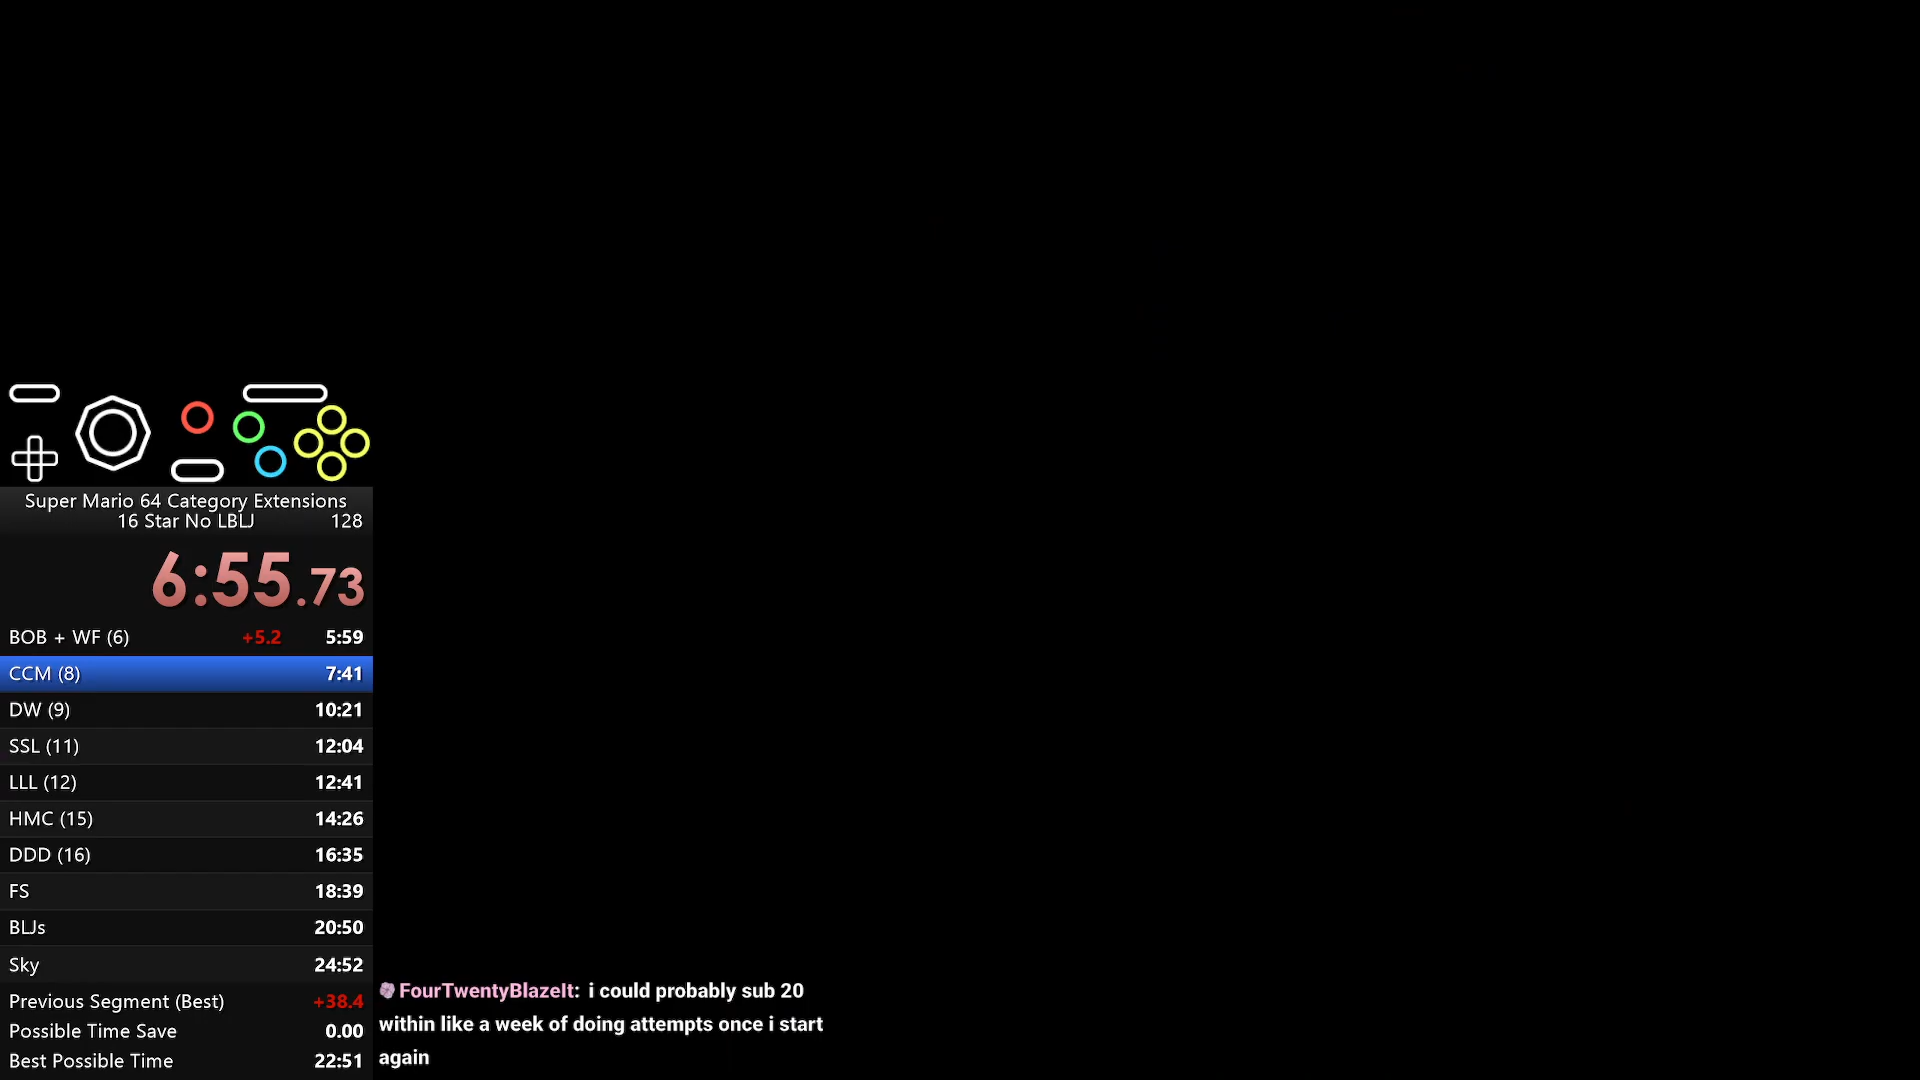 Super Mario 64 Category Extensions
16 Star No LBLJ 128
6:55.73
BOB + WF (6) +5.2 5:59
CCM (8) 7:41
DW (9) 10:21
SSL (11) 12:04
LLL (12) 12:41
HMC (15) 14:26
DDD (16) 16:35
FS 18:39
BLJs 20:50
Sky 24:52
Previous Segment (Best) +38.4
Possible Time Save 0.00
Best Possible Time 22:51
FourTwentyBlazeIt: i could probably sub 20
within like a week of doing attempts once i start
again